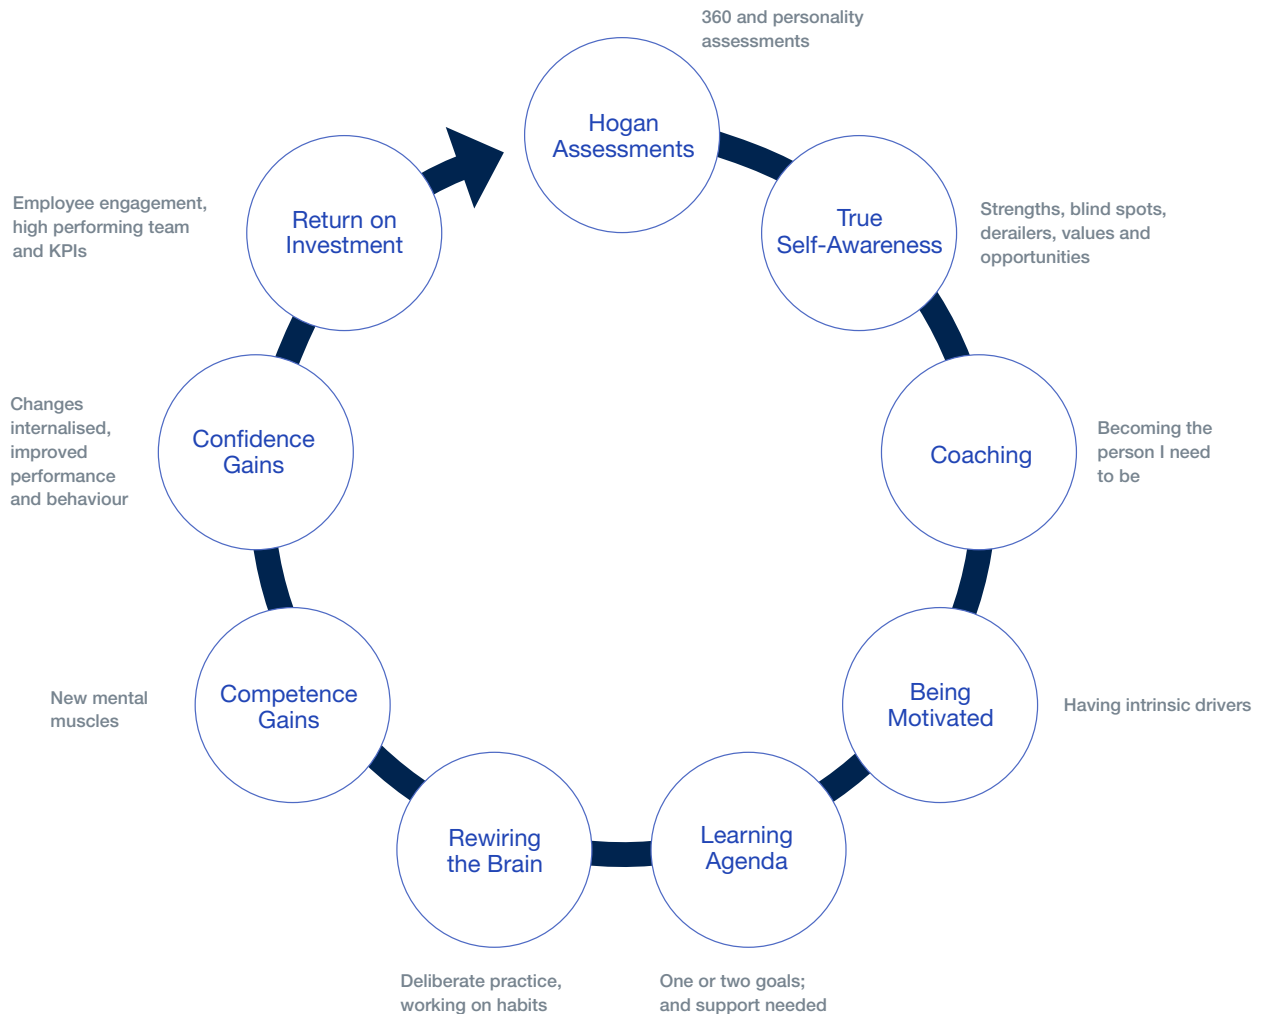 360 and personality
assessments
Hogan
Assessments
True
Self-Awareness
Strengths, blind spots,
derailers, values and
opportunities
Coaching
Becoming the
person I need
to be
Being
Motivated
Having intrinsic drivers
Learning
Agenda
One or two goals;
and support needed
Rewiring
the Brain
Deliberate practice,
working on habits
Competence
Gains
New mental
muscles
Confidence
Gains
Changes
internalised,
improved
performance
and behaviour
Return on
Investment
Employee engagement,
high performing team
and KPIs